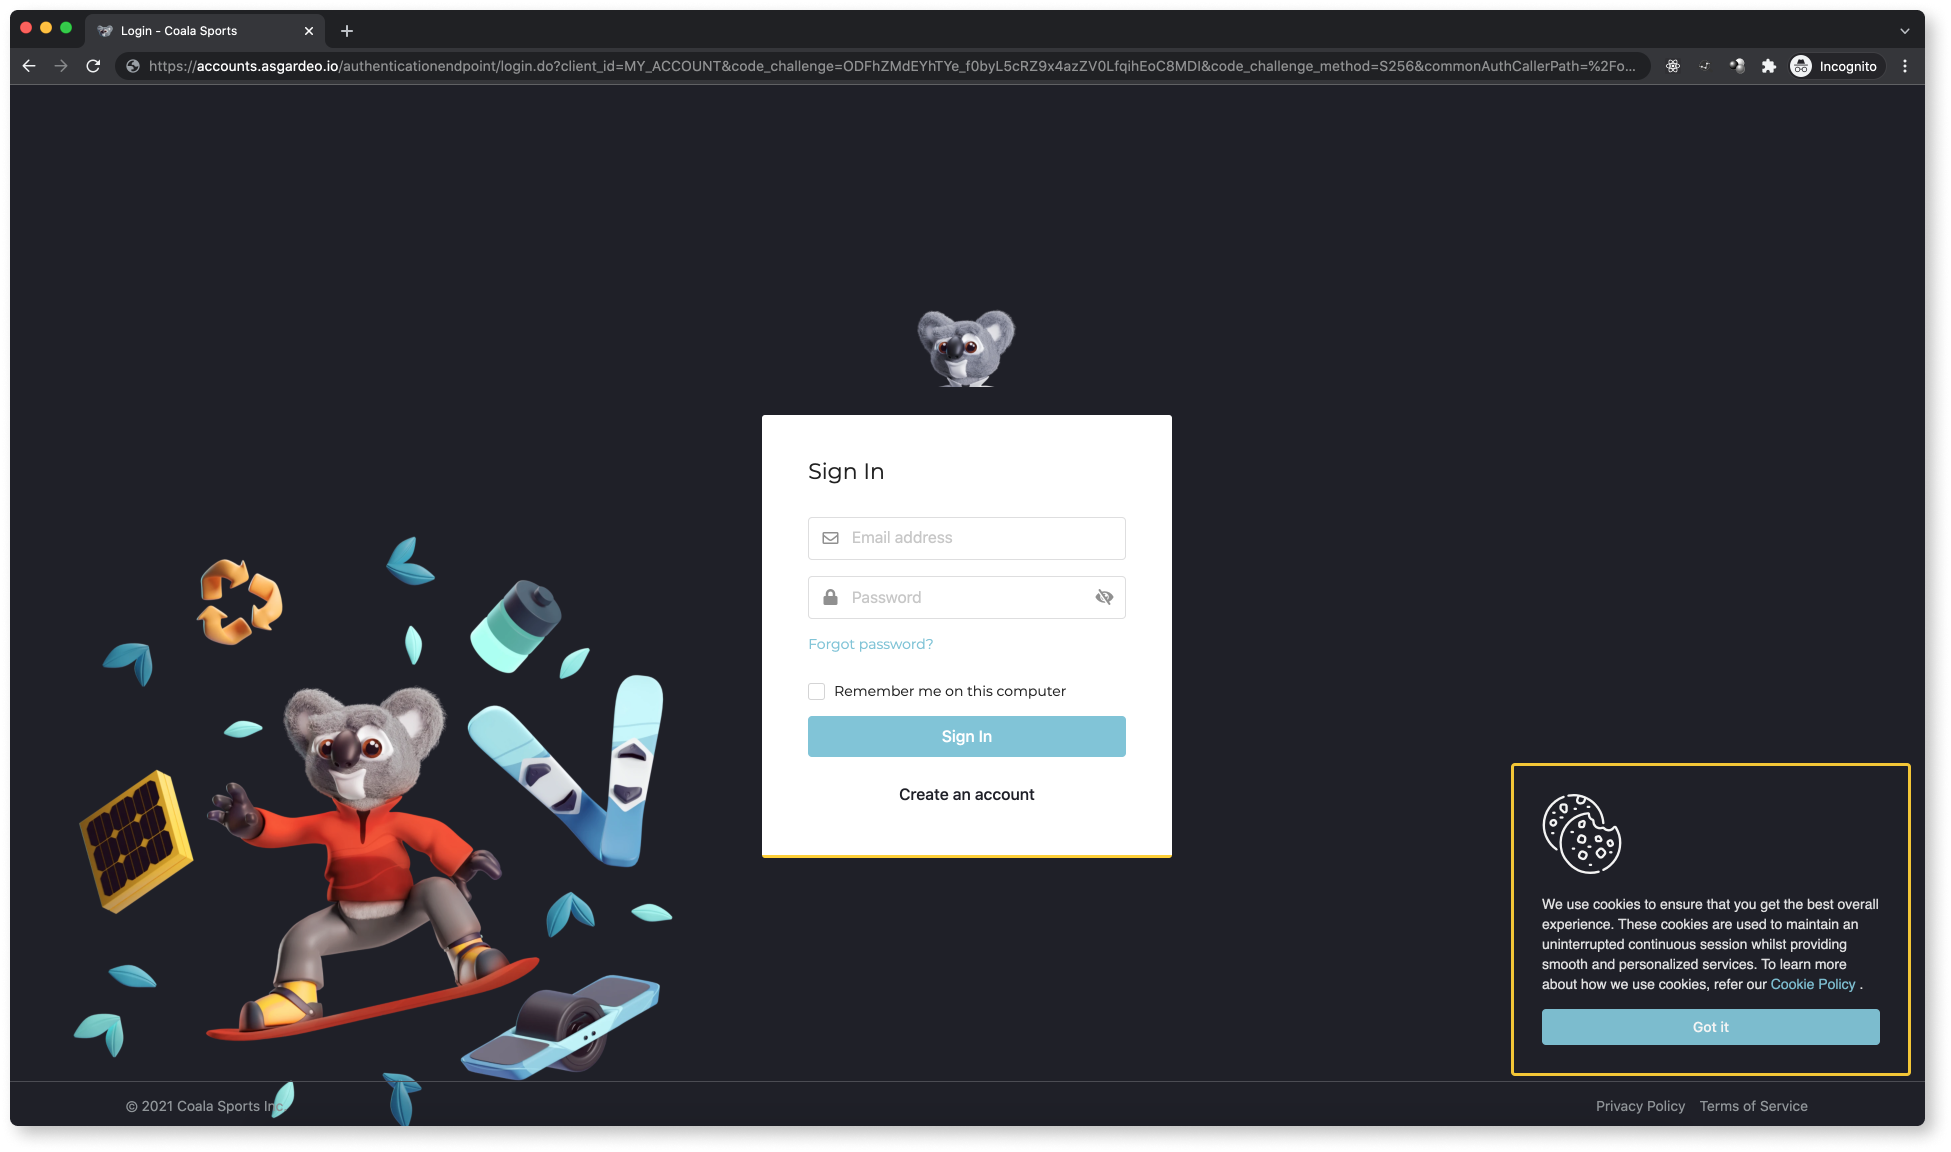 Login - Coala Sports
https://accounts.asgardeo.io/authenticationendpoint/login.do?client_id=MY_ACCOUNT&code_challenge=ODFhZMdEYhTYe_f0byL5cRZ9x4azZV0LfqihEoC8MDI&code_challenge_method=S256&commonAuthCallerPath=%2Fo...
Incognito
Sign In
Email address
Password
Forgot password?
Remember me on this computer
Sign In
Create an account
We use cookies to ensure that you get the best overall
experience. These cookies are used to maintain an
uninterrupted continuous session whilst providing
smooth and personalized services. To learn more
about how we use cookies, refer our Cookie Policy .
Got it
© 2021 Coala Sports Inc.
Privacy Policy
Terms of Service